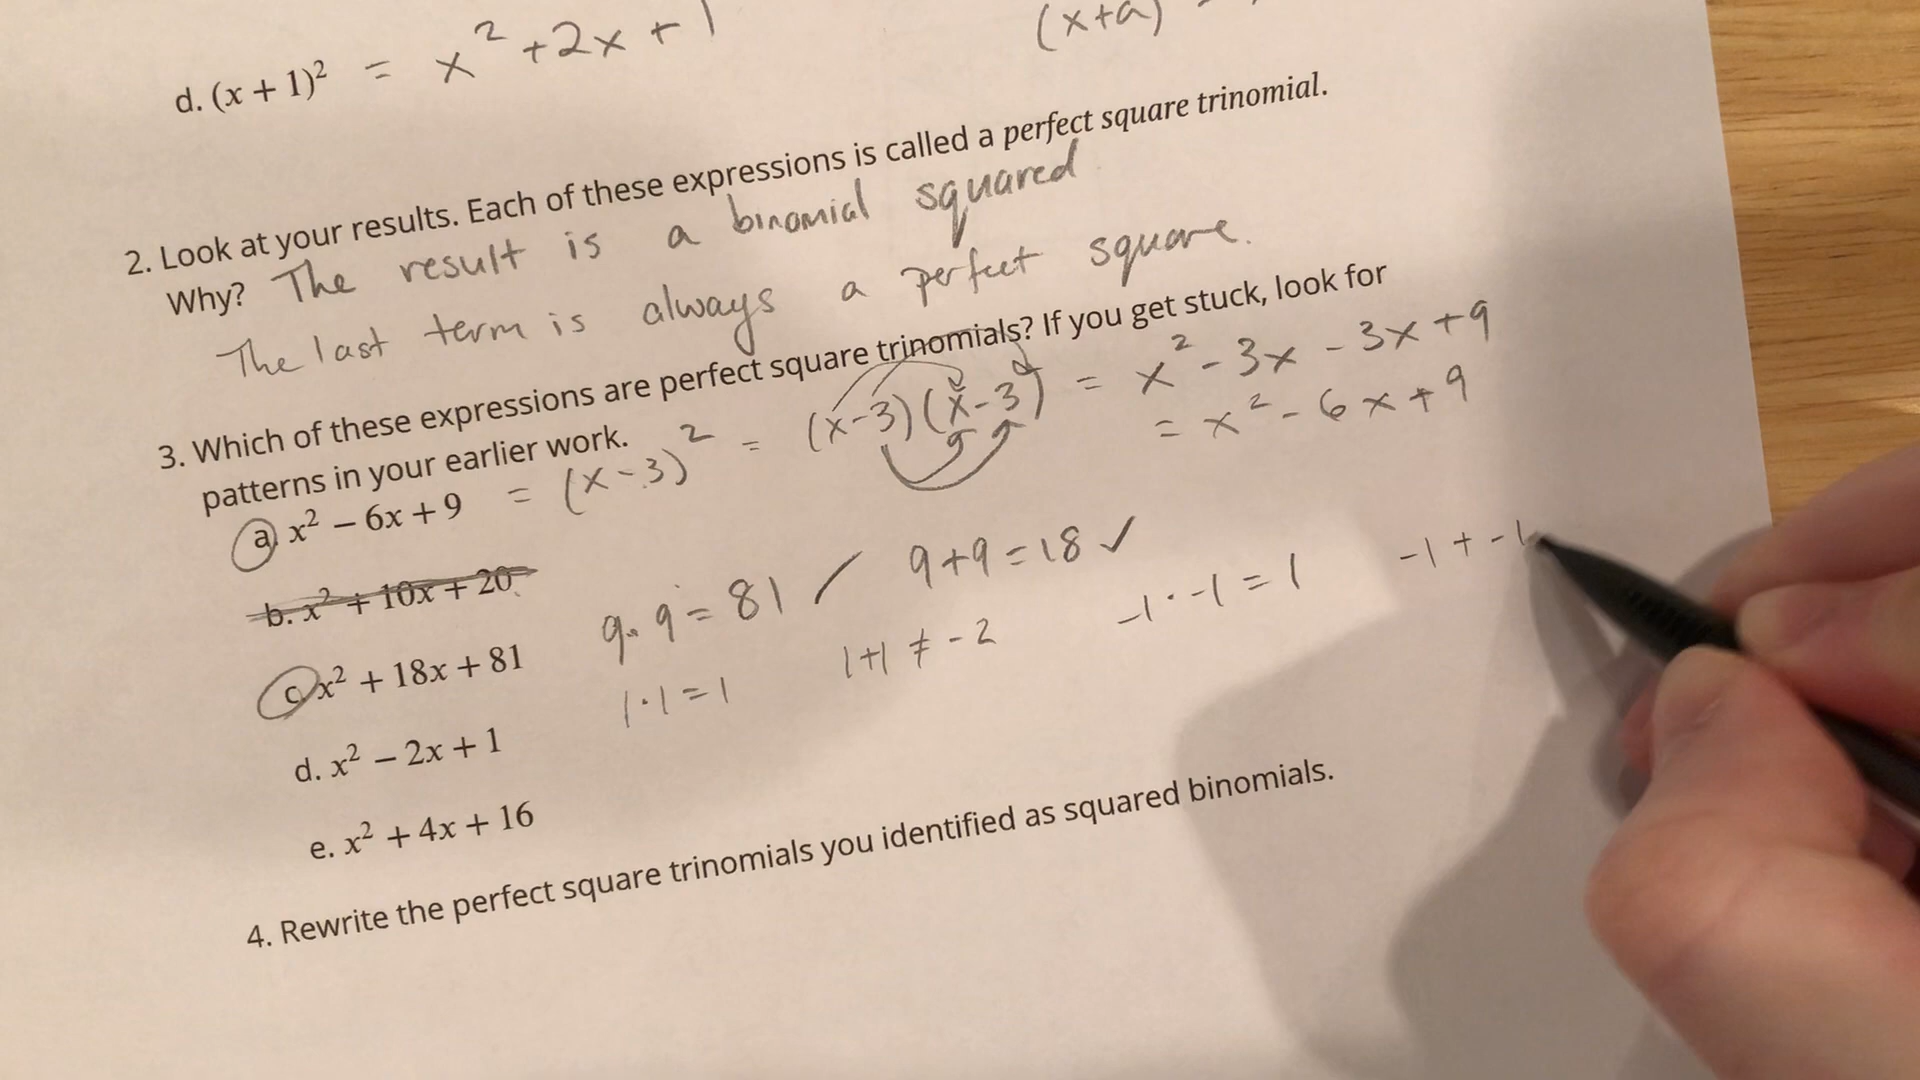 d. (x + 1)² = x² + 2x + 1
(x+a)
2. Look at your results. Each of these expressions is called a perfect square trinomial.
Why? The result is a binomial squared
The last term is always a perfect square.
3. Which of these expressions are perfect square trinomials? If you get stuck, look for
patterns in your earlier work.
a. x² − 6x + 9 = (x-3)² = (x-3)(x-3) = x² - 3x - 3x + 9
= x² - 6x + 9
b. x² + 10x + 20
9·9 = 81 ✓ 9+9=18 ✓
c. x² + 18x + 81
1·1=1 1+1 ≠ -2 -1·-1 = 1 -1 + -1
d. x² − 2x + 1
e. x² + 4x + 16
4. Rewrite the perfect square trinomials you identified as squared binomials.